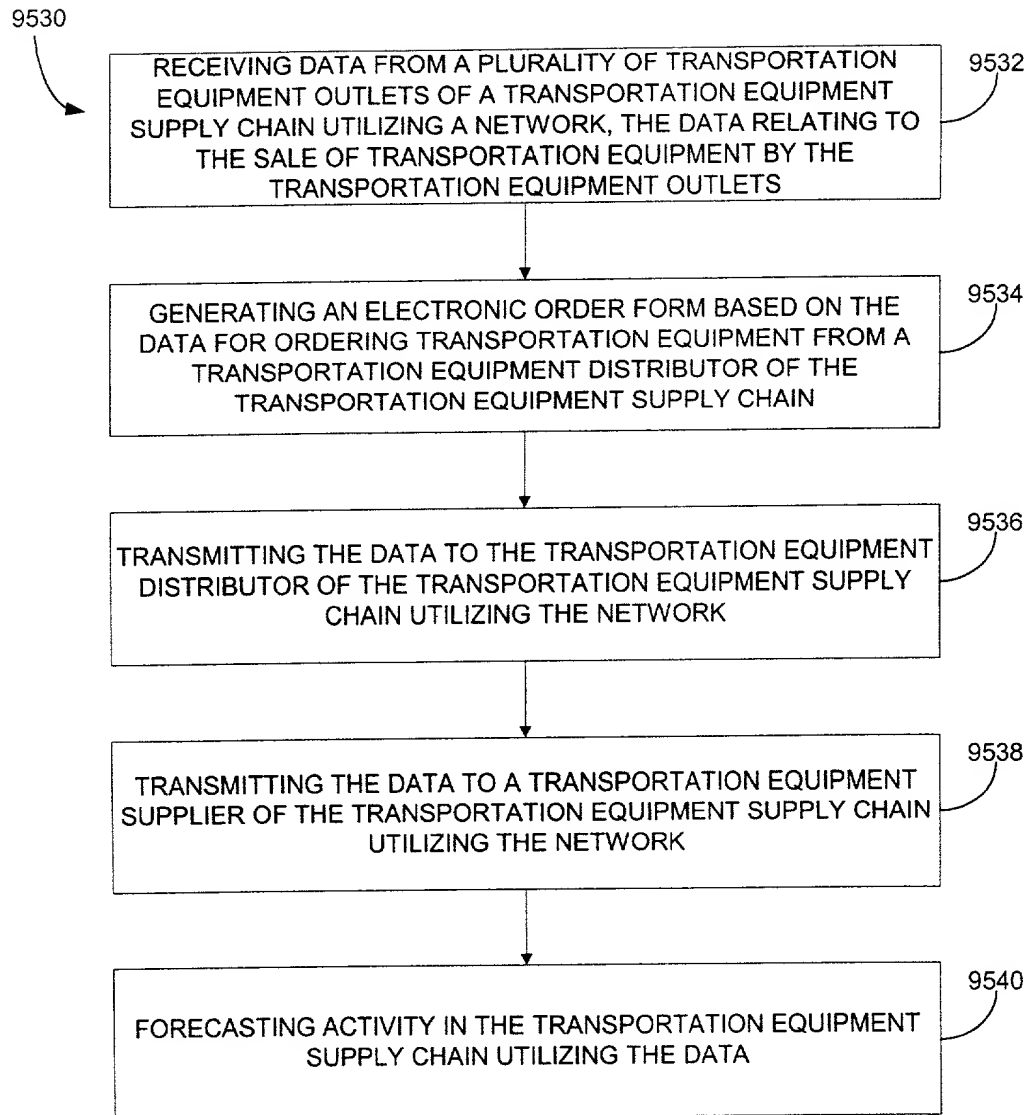 9530
RECEIVING DATA FROM A PLURALITY OF TRANSPORTATION
EQUIPMENT OUTLETS OF A TRANSPORTATION EQUIPMENT
SUPPLY CHAIN UTILIZING A NETWORK, THE DATA RELATING TO
THE SALE OF TRANSPORTATION EQUIPMENT BY THE
TRANSPORTATION EQUIPMENT OUTLETS
9532
GENERATING AN ELECTRONIC ORDER FORM BASED ON THE
DATA FOR ORDERING TRANSPORTATION EQUIPMENT FROM A
TRANSPORTATION EQUIPMENT DISTRIBUTOR OF THE
TRANSPORTATION EQUIPMENT SUPPLY CHAIN
9534
TRANSMITTING THE DATA TO THE TRANSPORTATION EQUIPMENT
DISTRIBUTOR OF THE TRANSPORTATION EQUIPMENT SUPPLY
CHAIN UTILIZING THE NETWORK
9536
TRANSMITTING THE DATA TO A TRANSPORTATION EQUIPMENT
SUPPLIER OF THE TRANSPORTATION EQUIPMENT SUPPLY CHAIN
UTILIZING THE NETWORK
9538
FORECASTING ACTIVITY IN THE TRANSPORTATION EQUIPMENT
SUPPLY CHAIN UTILIZING THE DATA
9540